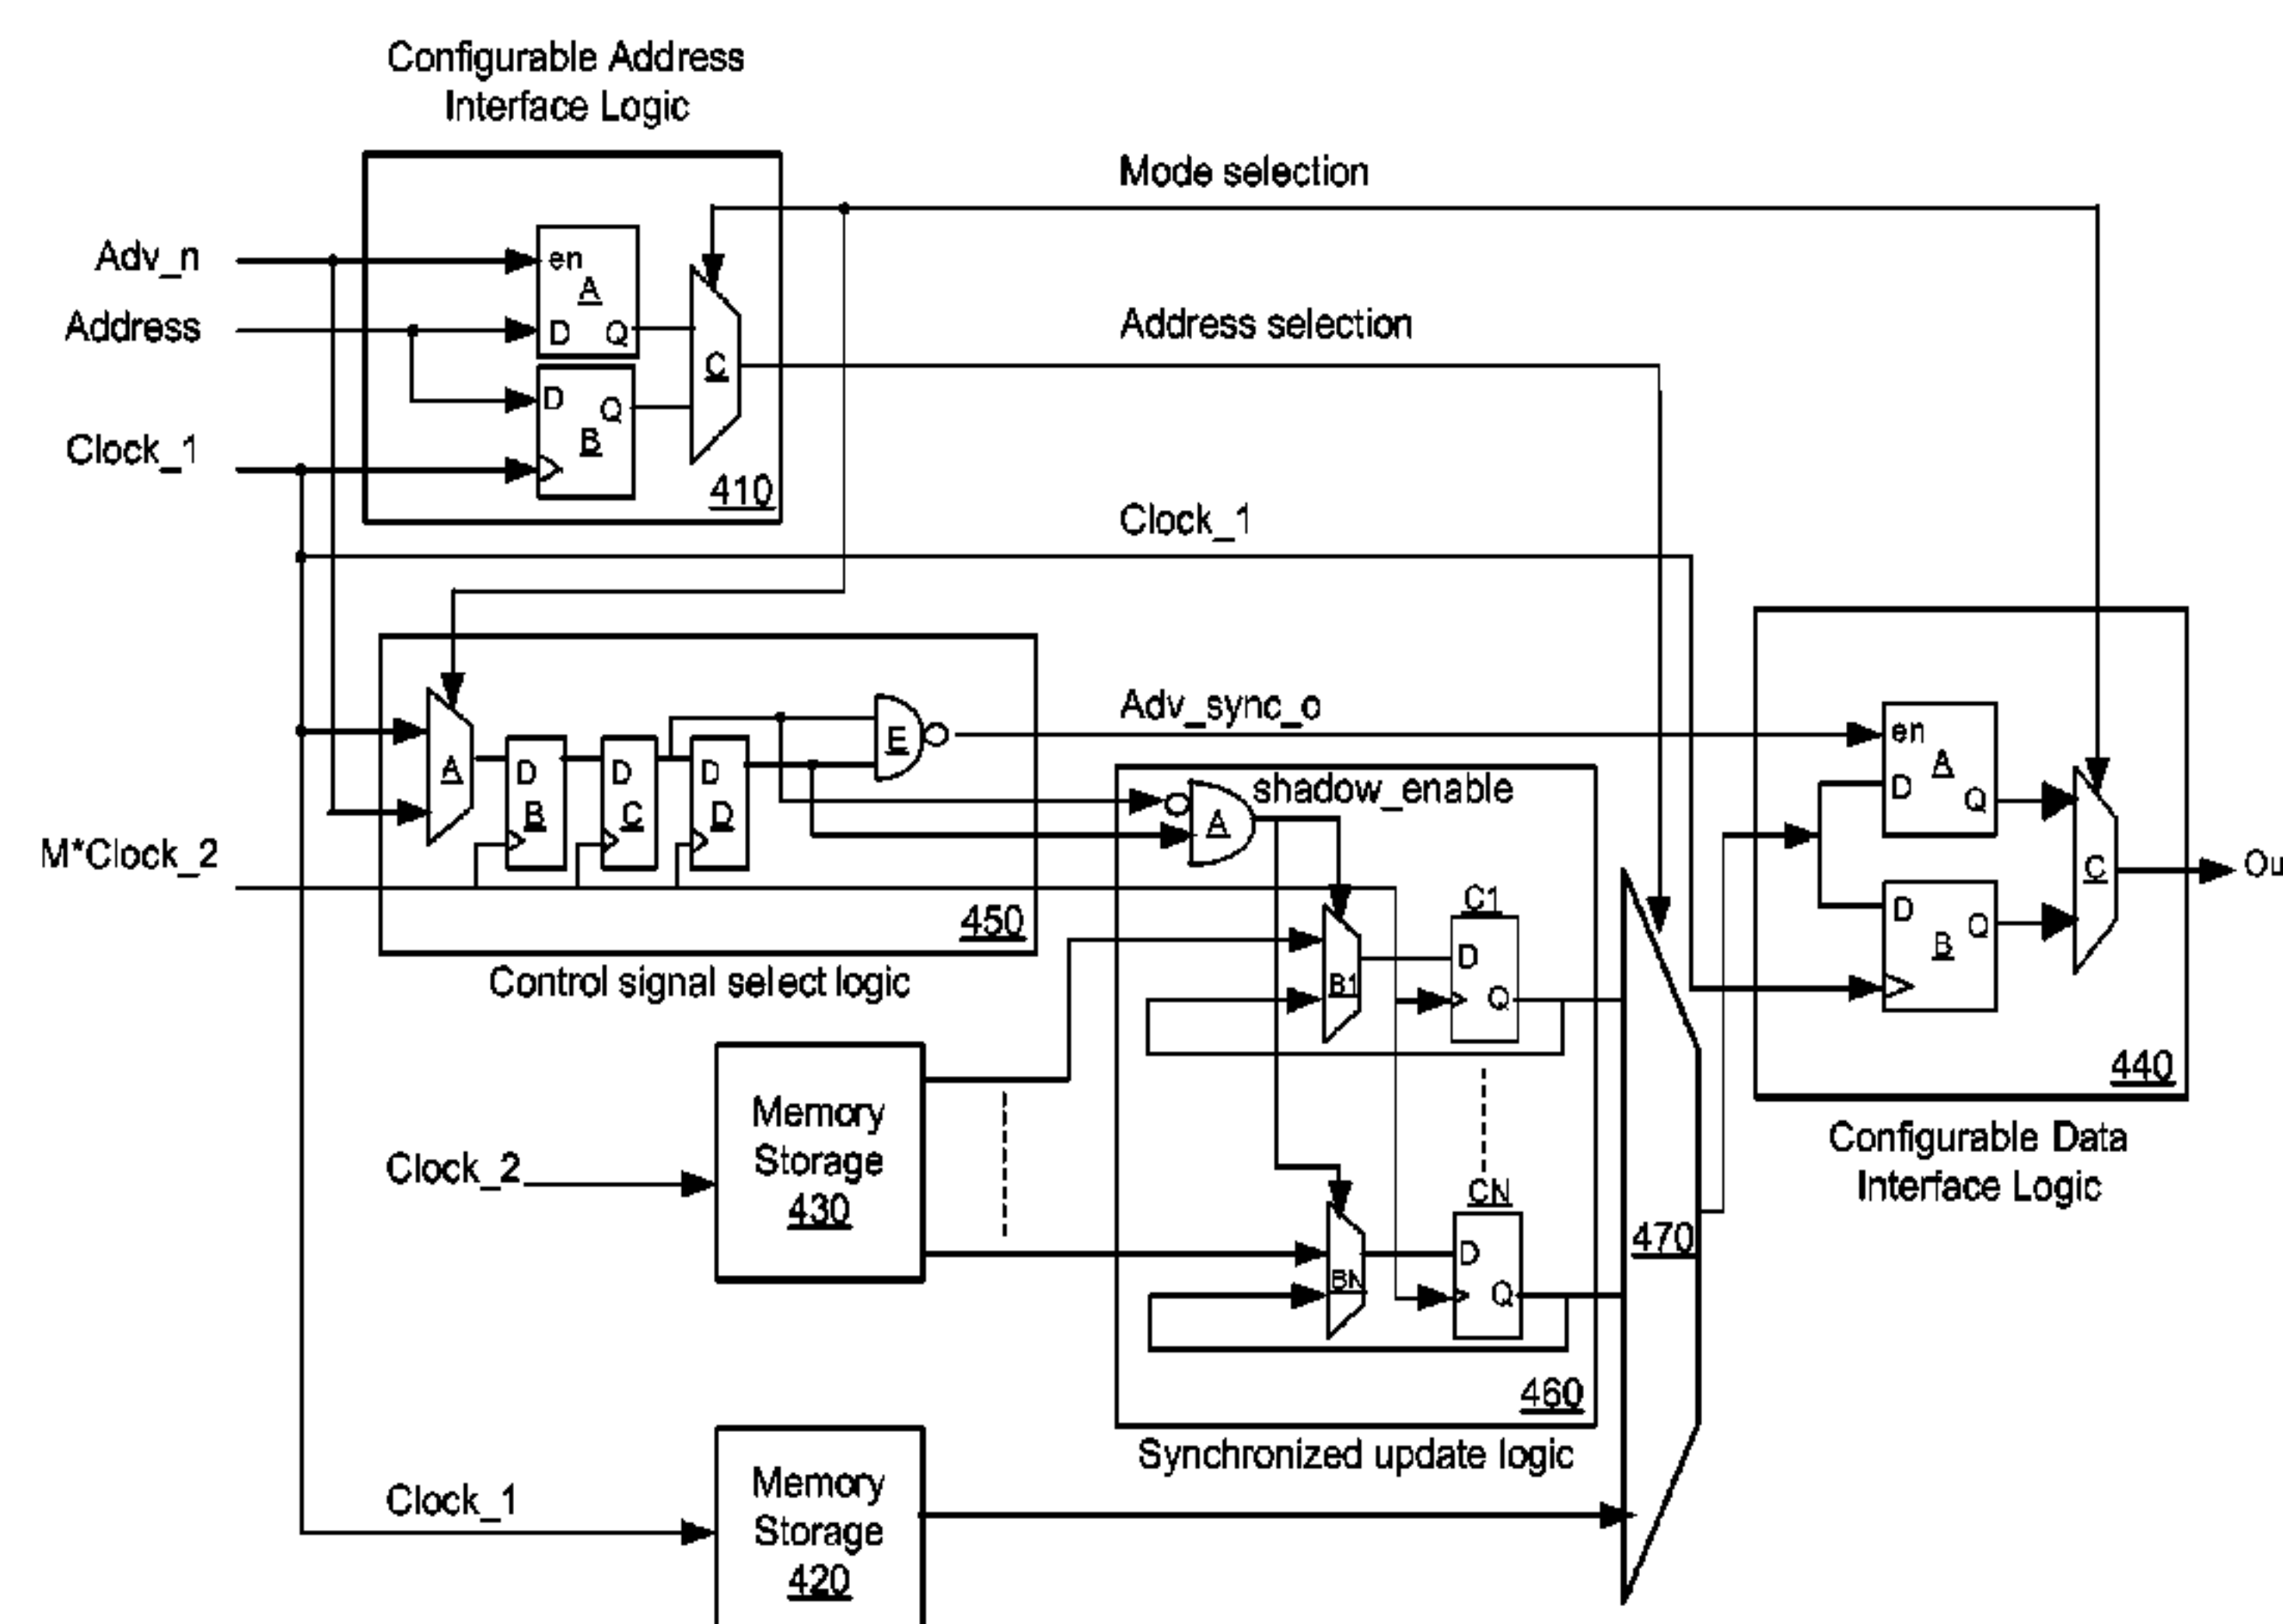 Configurable Address
Interface Logic
Mode selection
Adv_n
en
A
Address
D Q
C
Address selection
D Q
B
Clock_1
410
Clock_1
Adv_sync_o
E
en
A
D
Q
shadow_enable
A
D
B
D
C
D
D
A
M*Clock_2
C
Ou
450
C1
D
Q
B
Control signal select logic
D
B1
Q
440
Memory
Storage
430
Configurable Data
Interface Logic
Clock_2
CN
D
470
BN
Q
460
Synchronized update logic
Memory
Storage
420
Clock_1